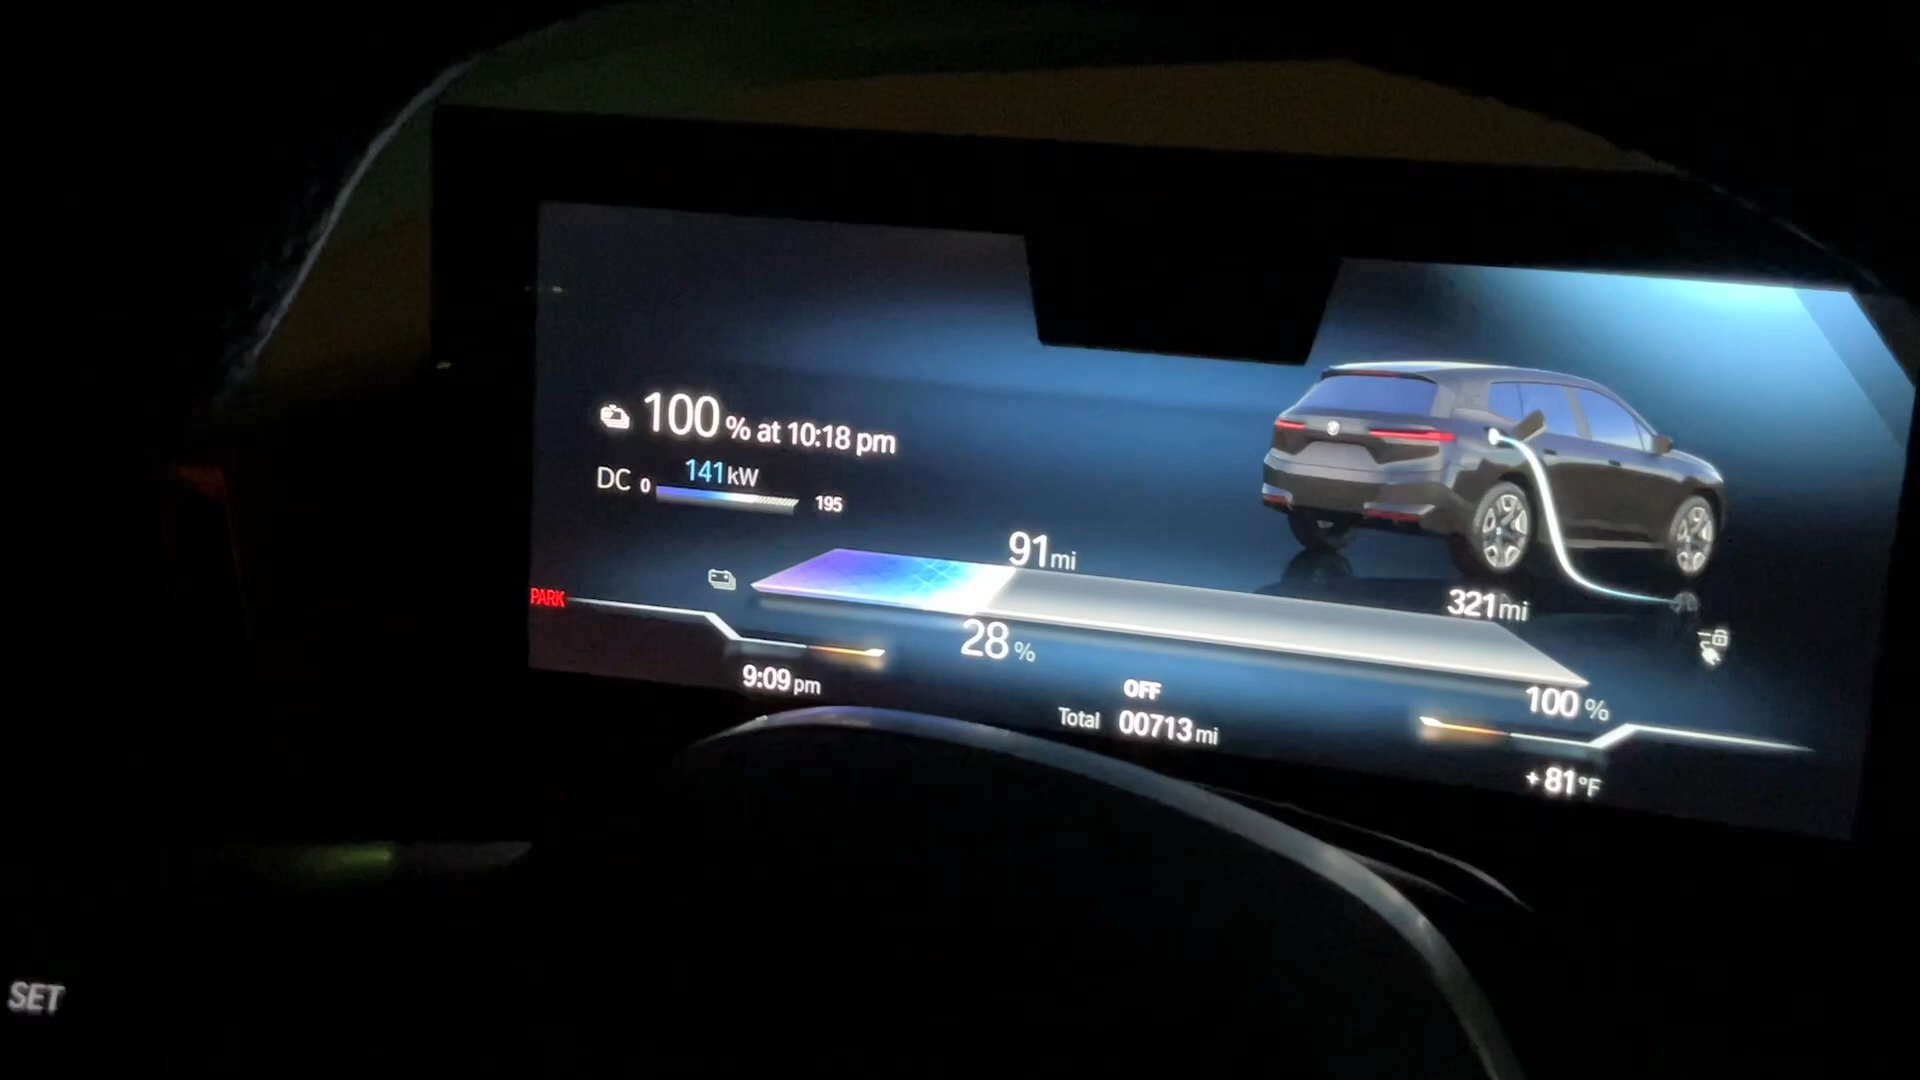 100 % at 10:18 pm
DC 0 141 kW 195
91 mi
321 mi
PARK
28 %
100 %
9:09 pm
OFF
Total 00713 mi
+81°F
SET